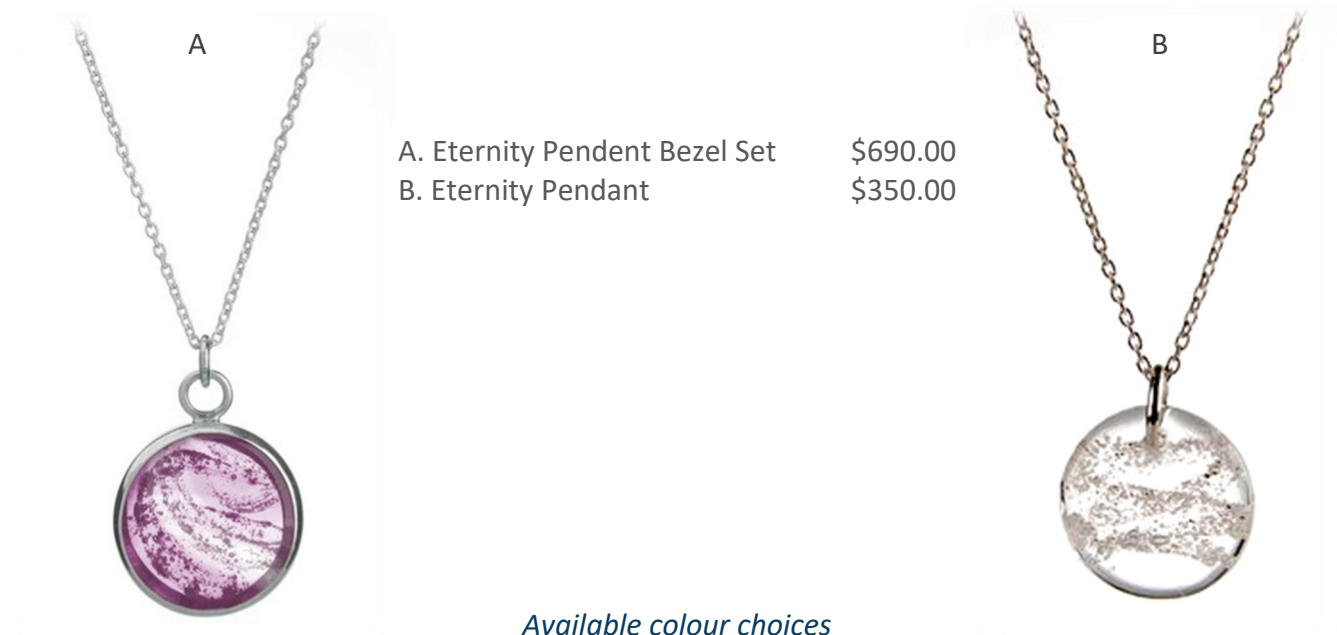 A
B
A. Eternity Pendent Bezel Set $690.00
B. Eternity Pendant $350.00
Available colour choices